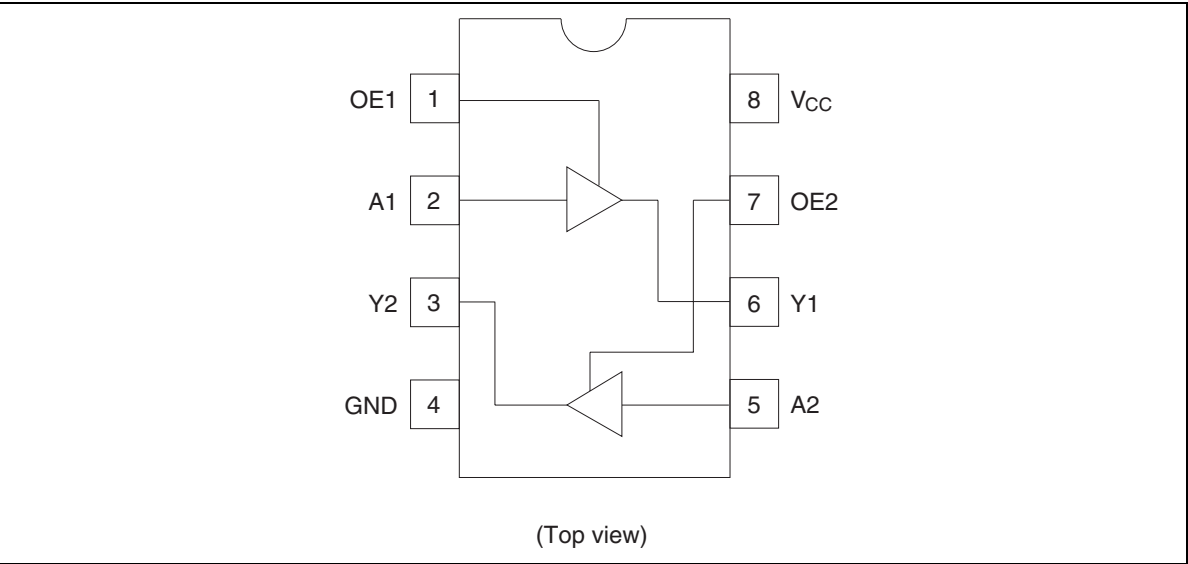 OE1 1 8 VCC
A1 2 7 OE2
Y2 3 6 Y1
GND 4 5 A2
(Top view)